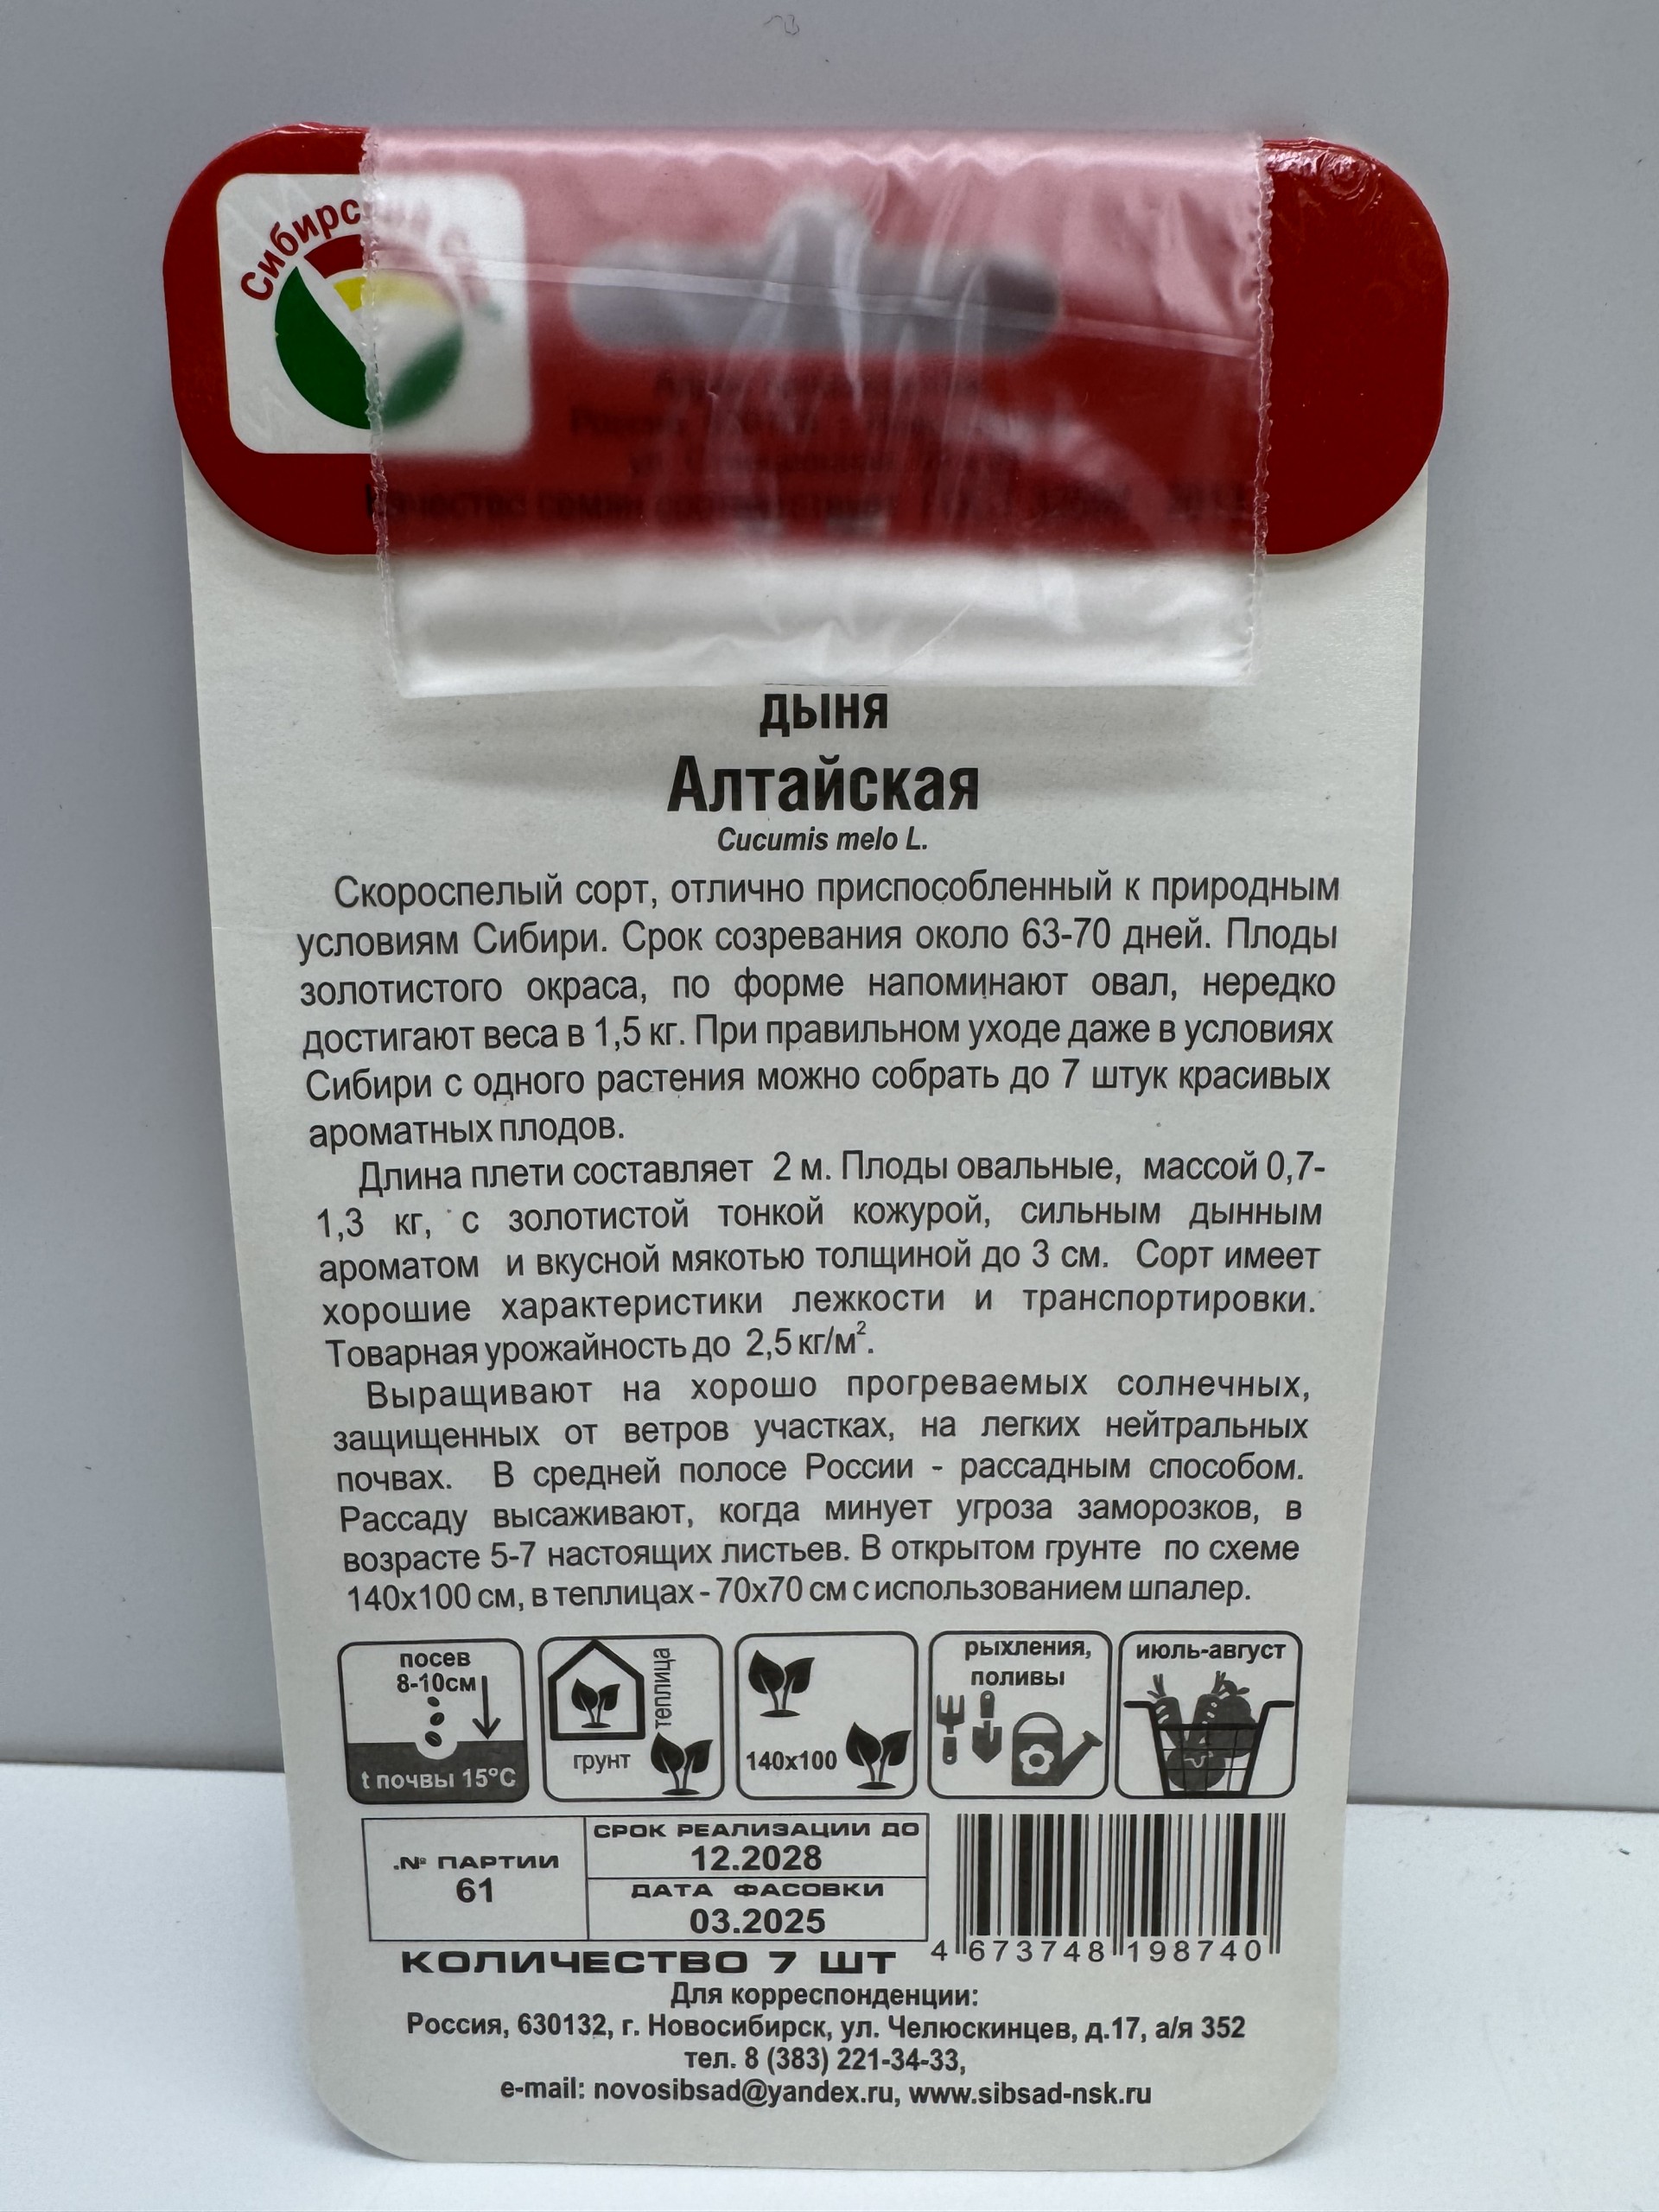 Сибирский
Качество семян соответствует ГОСТ
дыня
Алтайская
Cucumis melo L.
Скороспелый сорт, отлично приспособленный к природным
условиям Сибири. Срок созревания около 63-70 дней. Плоды
золотистого окраса, по форме напоминают овал, нередко
достигают веса в 1,5 кг. При правильном уходе даже в условиях
Сибири с одного растения можно собрать до 7 штук красивых
ароматных плодов.
Длина плети составляет 2 м. Плоды овальные, массой 0,7-
1,3 кг, с золотистой тонкой кожурой, сильным дынным
ароматом и вкусной мякотью толщиной до 3 см. Сорт имеет
хорошие характеристики лежкости и транспортировки.
Товарная урожайность до 2,5 кг/м².
Выращивают на хорошо прогреваемых солнечных,
защищенных от ветров участках, на легких нейтральных
почвах. В средней полосе России - рассадным способом.
Рассаду высаживают, когда минует угроза заморозков, в
возрасте 5-7 настоящих листьев. В открытом грунте по схеме
140х100 см, в теплицах - 70х70 см с использованием шпалер.
посев
8-10см
t почвы 15°С
теплица
грунт
140х100
рыхления,
поливы
июль-август
№ ПАРТИИ
61
СРОК РЕАЛИЗАЦИИ ДО
12.2028
ДАТА ФАСОВКИ
03.2025
КОЛИЧЕСТВО 7 ШТ
4 673748 198740
Для корреспонденции:
Россия, 630132, г. Новосибирск, ул. Челюскинцев, д.17, а/я 352
тел. 8 (383) 221-34-33,
e-mail: novosibsad@yandex.ru, www.sibsad-nsk.ru